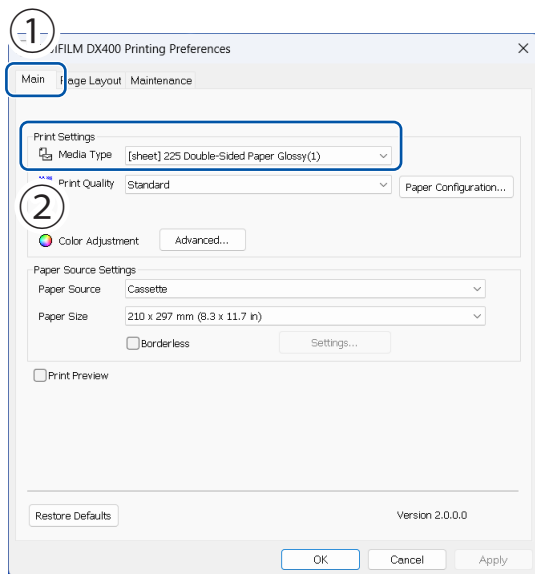 1
IFILM DX400 Printing Preferences
Main Page Layout Maintenance
Print Settings
Media Type [sheet] 225 Double-Sided Paper Glossy(1)
Print Quality Standard Paper Configuration...
2
Color Adjustment Advanced...
Paper Source Settings
Paper Source Cassette
Paper Size 210 x 297 mm (8.3 x 11.7 in)
Borderless Settings...
Print Preview
Restore Defaults Version 2.0.0.0
OK Cancel Apply